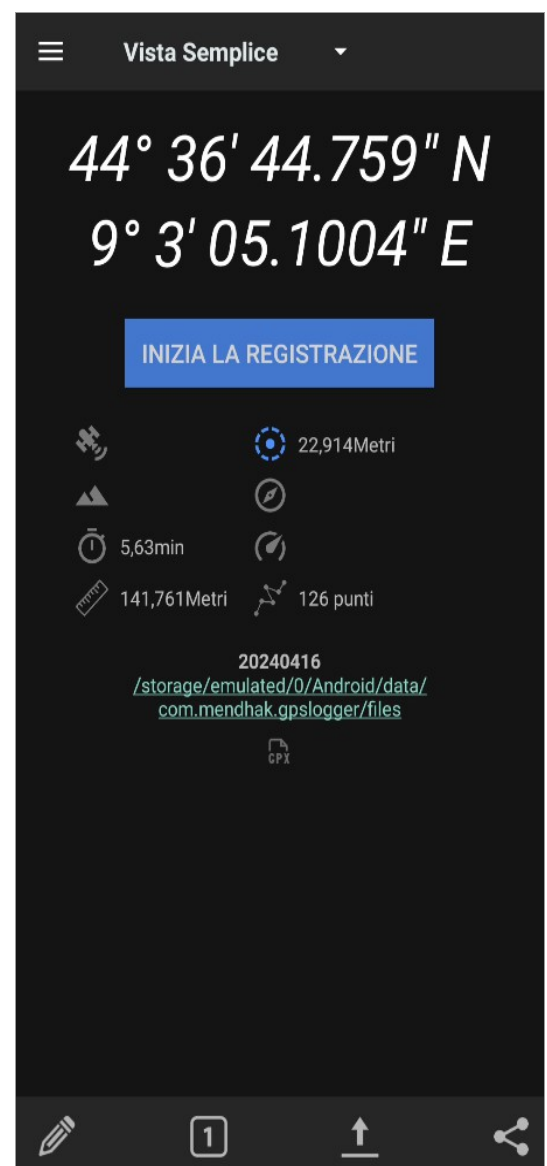 Vista Semplice
44° 36' 44.759" N
9° 3' 05.1004" E
INIZIA LA REGISTRAZIONE
22,914Metri
5,63min
141,761Metri
126 punti
20240416
/storage/emulated/0/Android/data/
com.mendhak.gpslogger/files
GPX
1